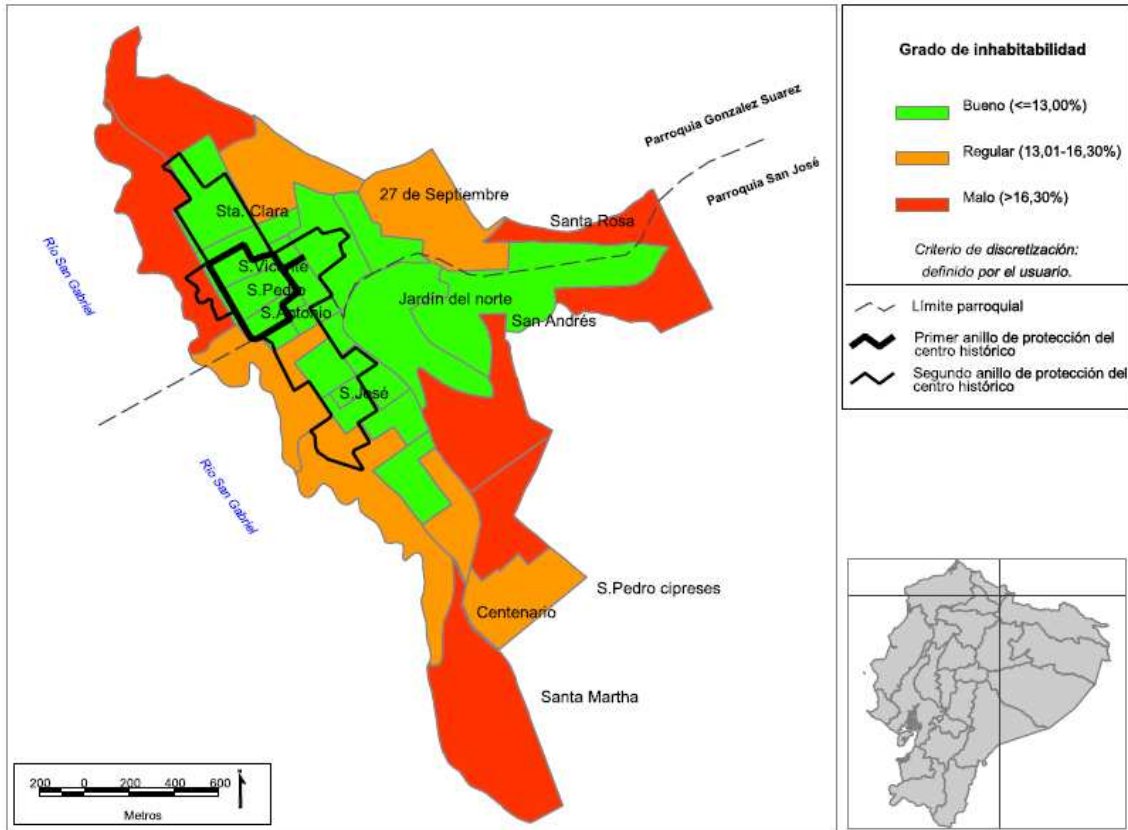 Parroquia Gonzalez Suarez
Parroquia San José
27 de Septiembre
Santa Rosa
Sta. Clara
Río San Gabriel
S.Vicente
S.Pedro
S.Antonio
Jardín del norte
San Andrés
S.José
Río San Gabriel
S.Pedro cipreses
Centenario
Santa Martha
200 0 200 400 600
Metros
Grado de inhabitabilidad
Bueno (<=13,00%)
Regular (13,01-16,30%)
Malo (>16,30%)
Criterio de discretización:
definido por el usuario.
Límite parroquial
Primer anillo de protección del
centro histórico
Segundo anillo de protección del
centro histórico